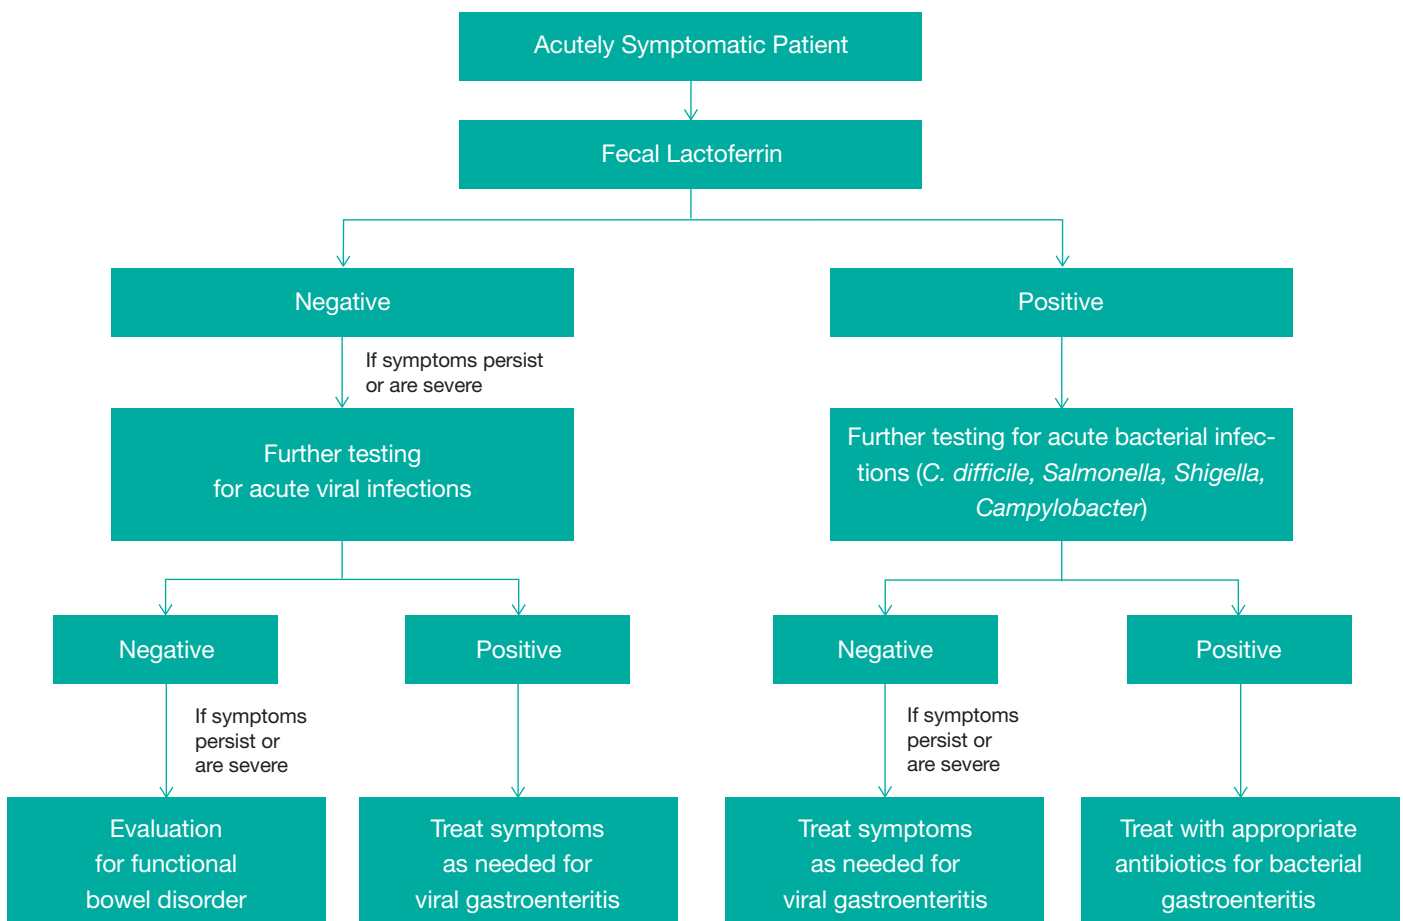 Acutely Symptomatic Patient
Fecal Lactoferrin
Negative
Positive
If symptoms persist
or are severe
Further testing
for acute viral infections
Further testing for acute bacterial infec-
tions (C. difficile, Salmonella, Shigella,
Campylobacter)
Negative
Positive
Negative
Positive
If symptoms
persist or
are severe
If symptoms
persist or
are severe
Evaluation
for functional
bowel disorder
Treat symptoms
as needed for
viral gastroenteritis
Treat symptoms
as needed for
viral gastroenteritis
Treat with appropriate
antibiotics for bacterial
gastroenteritis